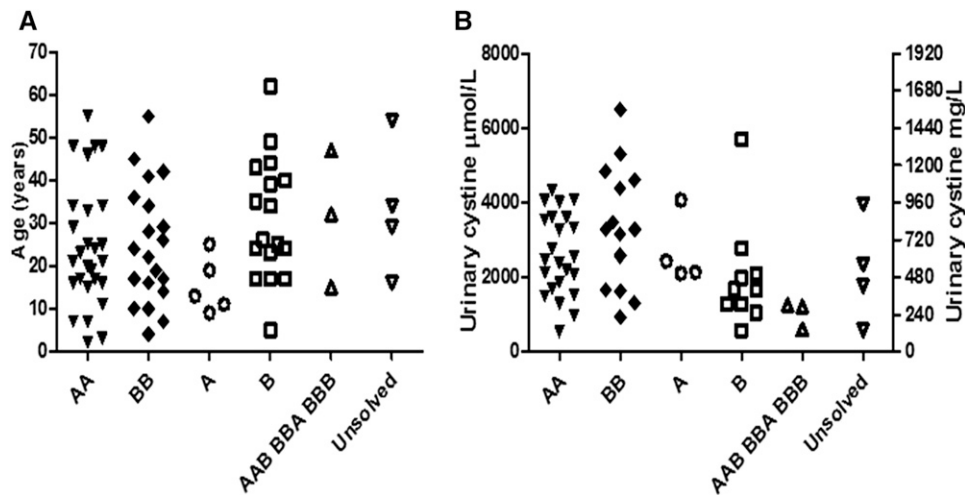 A
A ge (years)
70
60
50
40
30
20
10
0
AA
BB
A
B
AAB BBA BBB
Unsolved
B
Urinary cystine µmol/L
8000
6000
4000
2000
0
Urinary cystine mg/L
1920
1680
1440
1200
960
720
480
240
0
AA
BB
A
B
AAB BBA BBB
Unsolved